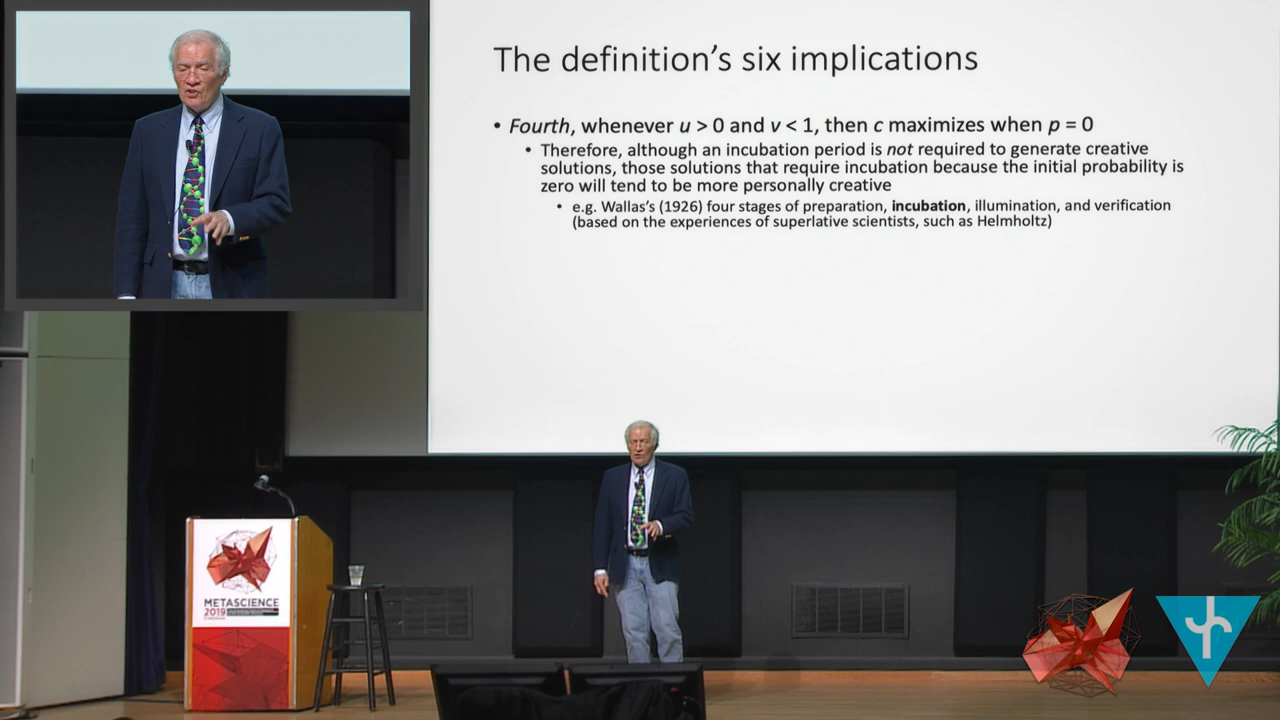 The definition’s six implications
• Fourth, whenever u > 0 and v < 1, then c maximizes when p = 0
• Therefore, although an incubation period is not required to generate creative
solutions, those solutions that require incubation because the initial probability is
zero will tend to be more personally creative
• e.g. Wallas’s (1926) four stages of preparation, incubation, illumination, and verification
(based on the experiences of superlative scientists, such as Helmholtz)
METASCIENCE
2019